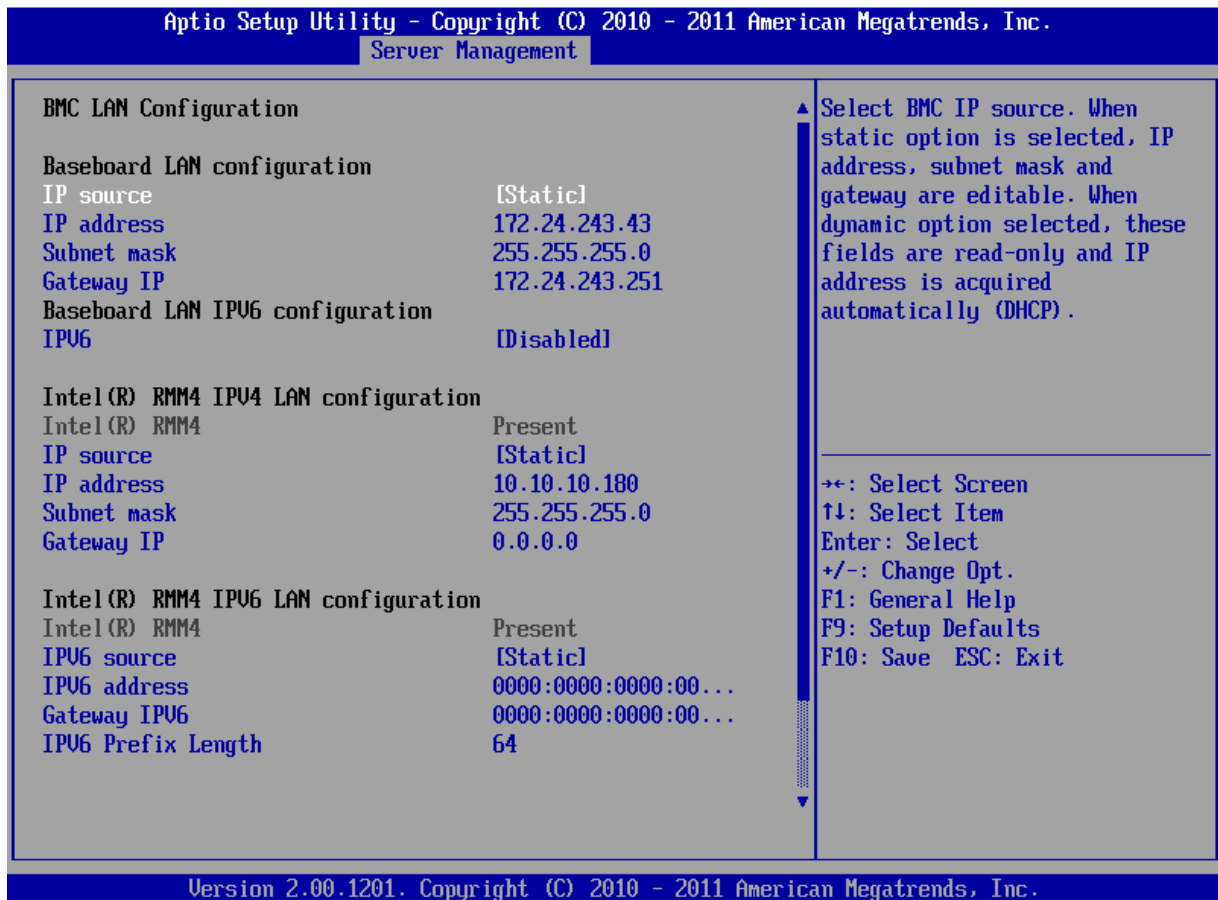 Aptio Setup Utility - Copyright (C) 2010 - 2011 American Megatrends, Inc.
Server Management
BMC LAN Configuration
Baseboard LAN configuration
IP source [Static]
IP address 172.24.243.43
Subnet mask 255.255.255.0
Gateway IP 172.24.243.251
Baseboard LAN IPV6 configuration
IPV6 [Disabled]
Intel(R) RMM4 IPV4 LAN configuration
Intel(R) RMM4 Present
IP source [Static]
IP address 10.10.10.180
Subnet mask 255.255.255.0
Gateway IP 0.0.0.0
Intel(R) RMM4 IPV6 LAN configuration
Intel(R) RMM4 Present
IPV6 source [Static]
IPV6 address 0000:0000:0000:00...
Gateway IPV6 0000:0000:0000:00...
IPV6 Prefix Length 64
Select BMC IP source. When
static option is selected, IP
address, subnet mask and
gateway are editable. When
dynamic option selected, these
fields are read-only and IP
address is acquired
automatically (DHCP).
→←: Select Screen
↑↓: Select Item
Enter: Select
+/-: Change Opt.
F1: General Help
F9: Setup Defaults
F10: Save ESC: Exit
Version 2.00.1201. Copyright (C) 2010 - 2011 American Megatrends, Inc.